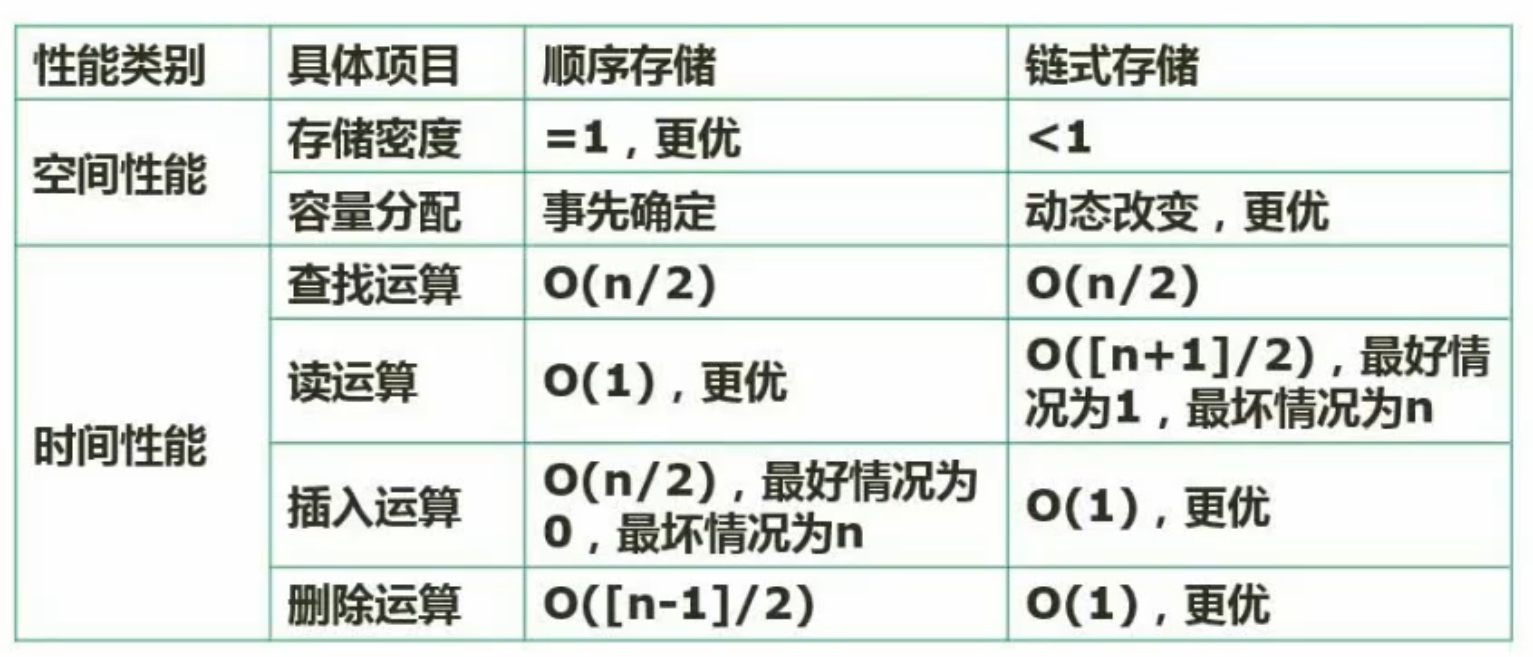 性能类别 具体项目 顺序存储 链式存储
空间性能 存储密度 =1，更优 <1
容量分配 事先确定 动态改变，更优
时间性能 查找运算 O(n/2) O(n/2)
读运算 O(1)，更优 O([n+1]/2)，最好情
况为1，最坏情况为n
插入运算 O(n/2)，最好情况为
0，最坏情况为n
O(1)，更优
删除运算 O([n-1]/2) O(1)，更优